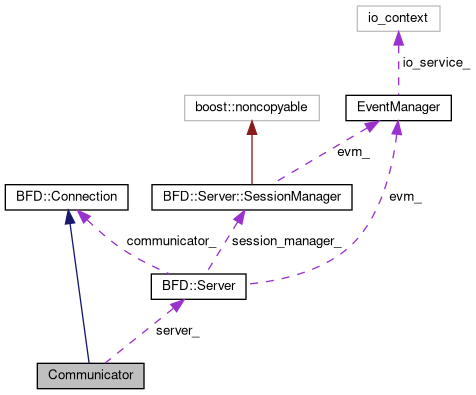 io_context
io_service_
boost::noncopyable
EventManager
evm_
BFD::Connection
BFD::Server::SessionManager
evm_
communicator_
session_manager_
BFD::Server
server_
Communicator